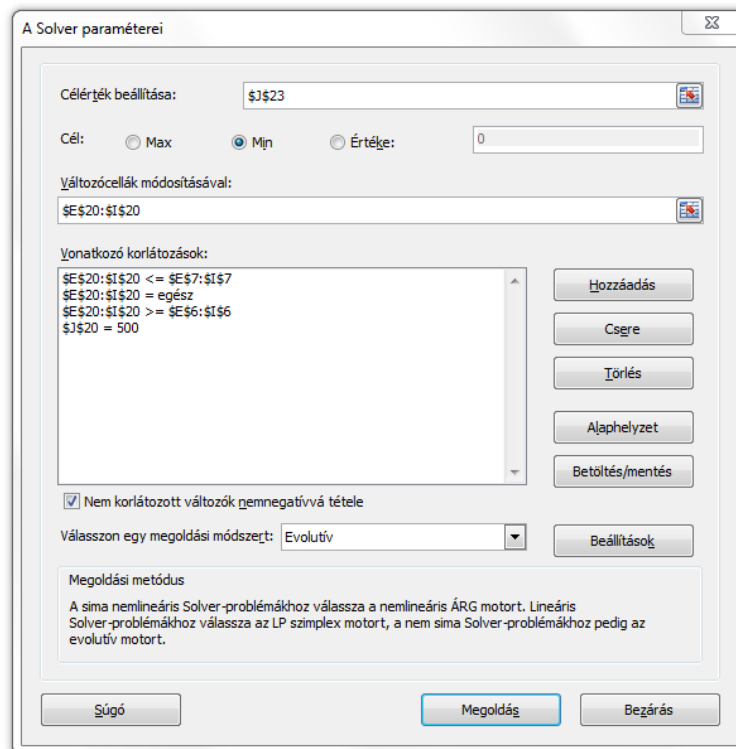 A Solver paraméterei
Célérték beállítása:
$J$23
Cél:
Max
Min
Értéke:
0
Változócellák módosításával:
$E$20:$I$20
Vonatkozó korlátozások:
$E$20:$I$20 <= $E$7:$I$7
$E$20:$I$20 = egész
$E$20:$I$20 >= $E$6:$I$6
$J$20 = 500
Hozzáadás
Csere
Törlés
Alaphelyzet
Betöltés/mentés
Nem korlátozott változók nemnegatívvá tétele
Válasszon egy megoldási módszert:
Evolutív
Beállítások
Megoldási metódus
A sima nemlineáris Solver-problémákhoz válassza a nemlineáris ÁRG motort. Lineáris
Solver-problémákhoz válassza az LP szimplex motort, a nem sima Solver-problémákhoz pedig az
evolutív motort.
Súgó
Megoldás
Bezárás